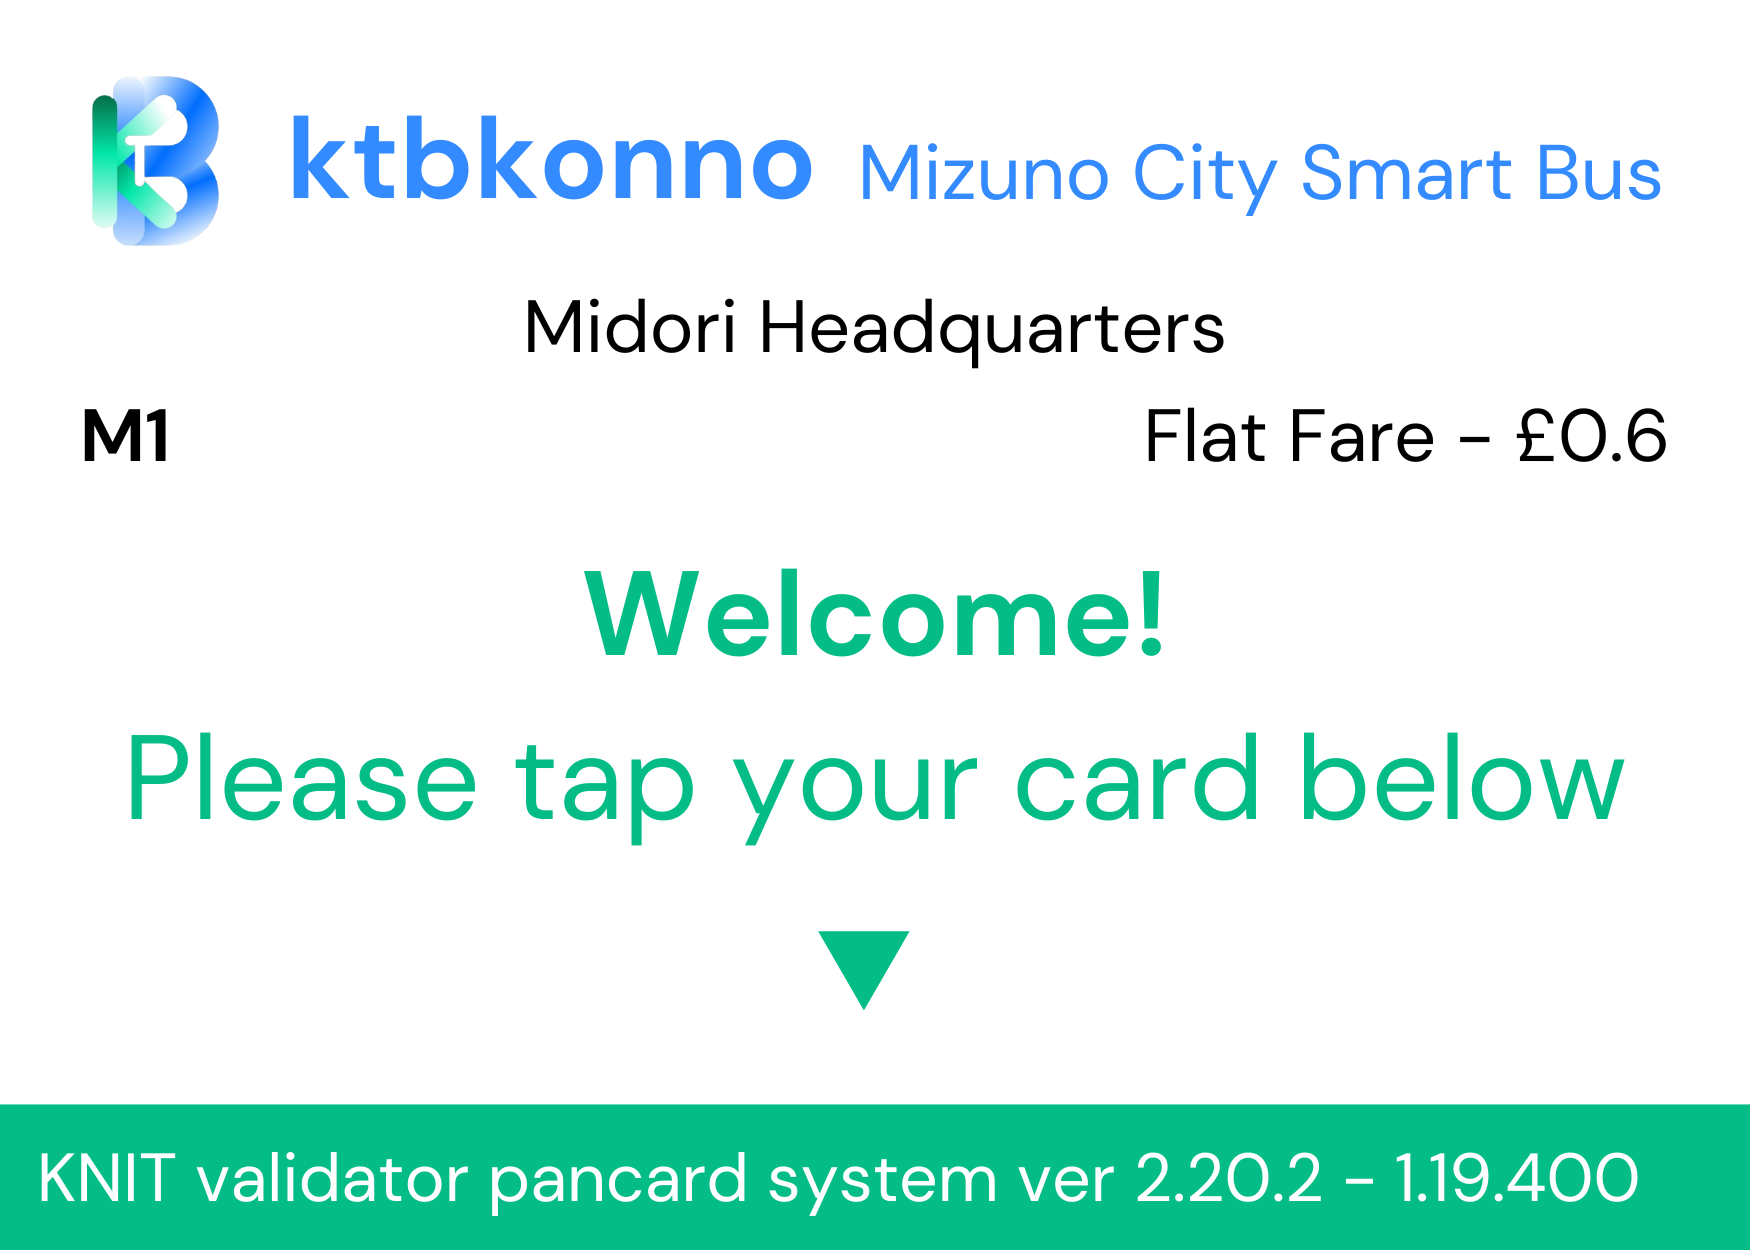 ktbkonno Mizuno City Smart Bus
Midori Headquarters
M1 Flat Fare - £0.6
Welcome!
Please tap your card below
KNIT validator pancard system ver 2.20.2 - 1.19.400